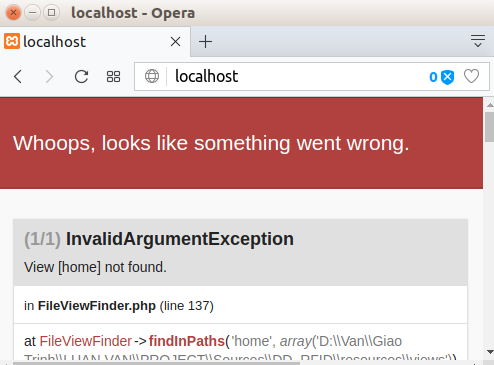 localhost - Opera
localhost
localhost 0
Whoops, looks like something went wrong.
(1/1) InvalidArgumentException
View [home] not found.
in FileViewFinder.php (line 137)
at FileViewFinder->findInPaths('home', array('D:\\Van\\Giao
Trinh\\LUAN VAN\\PROJECT\\Sources\\DD_RFID\\resources\\views'))